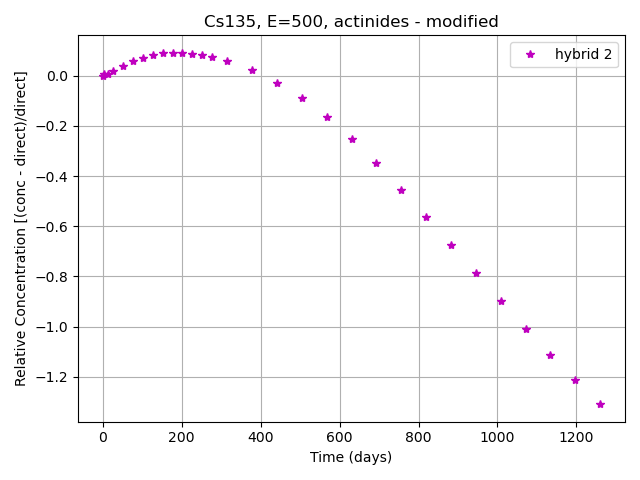 Cs135, E=500, actinides - modified
hybrid 2
Relative Concentration [(conc - direct)/direct]
0.0
−0.2
−0.4
−0.6
−0.8
−1.0
−1.2
0 200 400 600 800 1000 1200
Time (days)